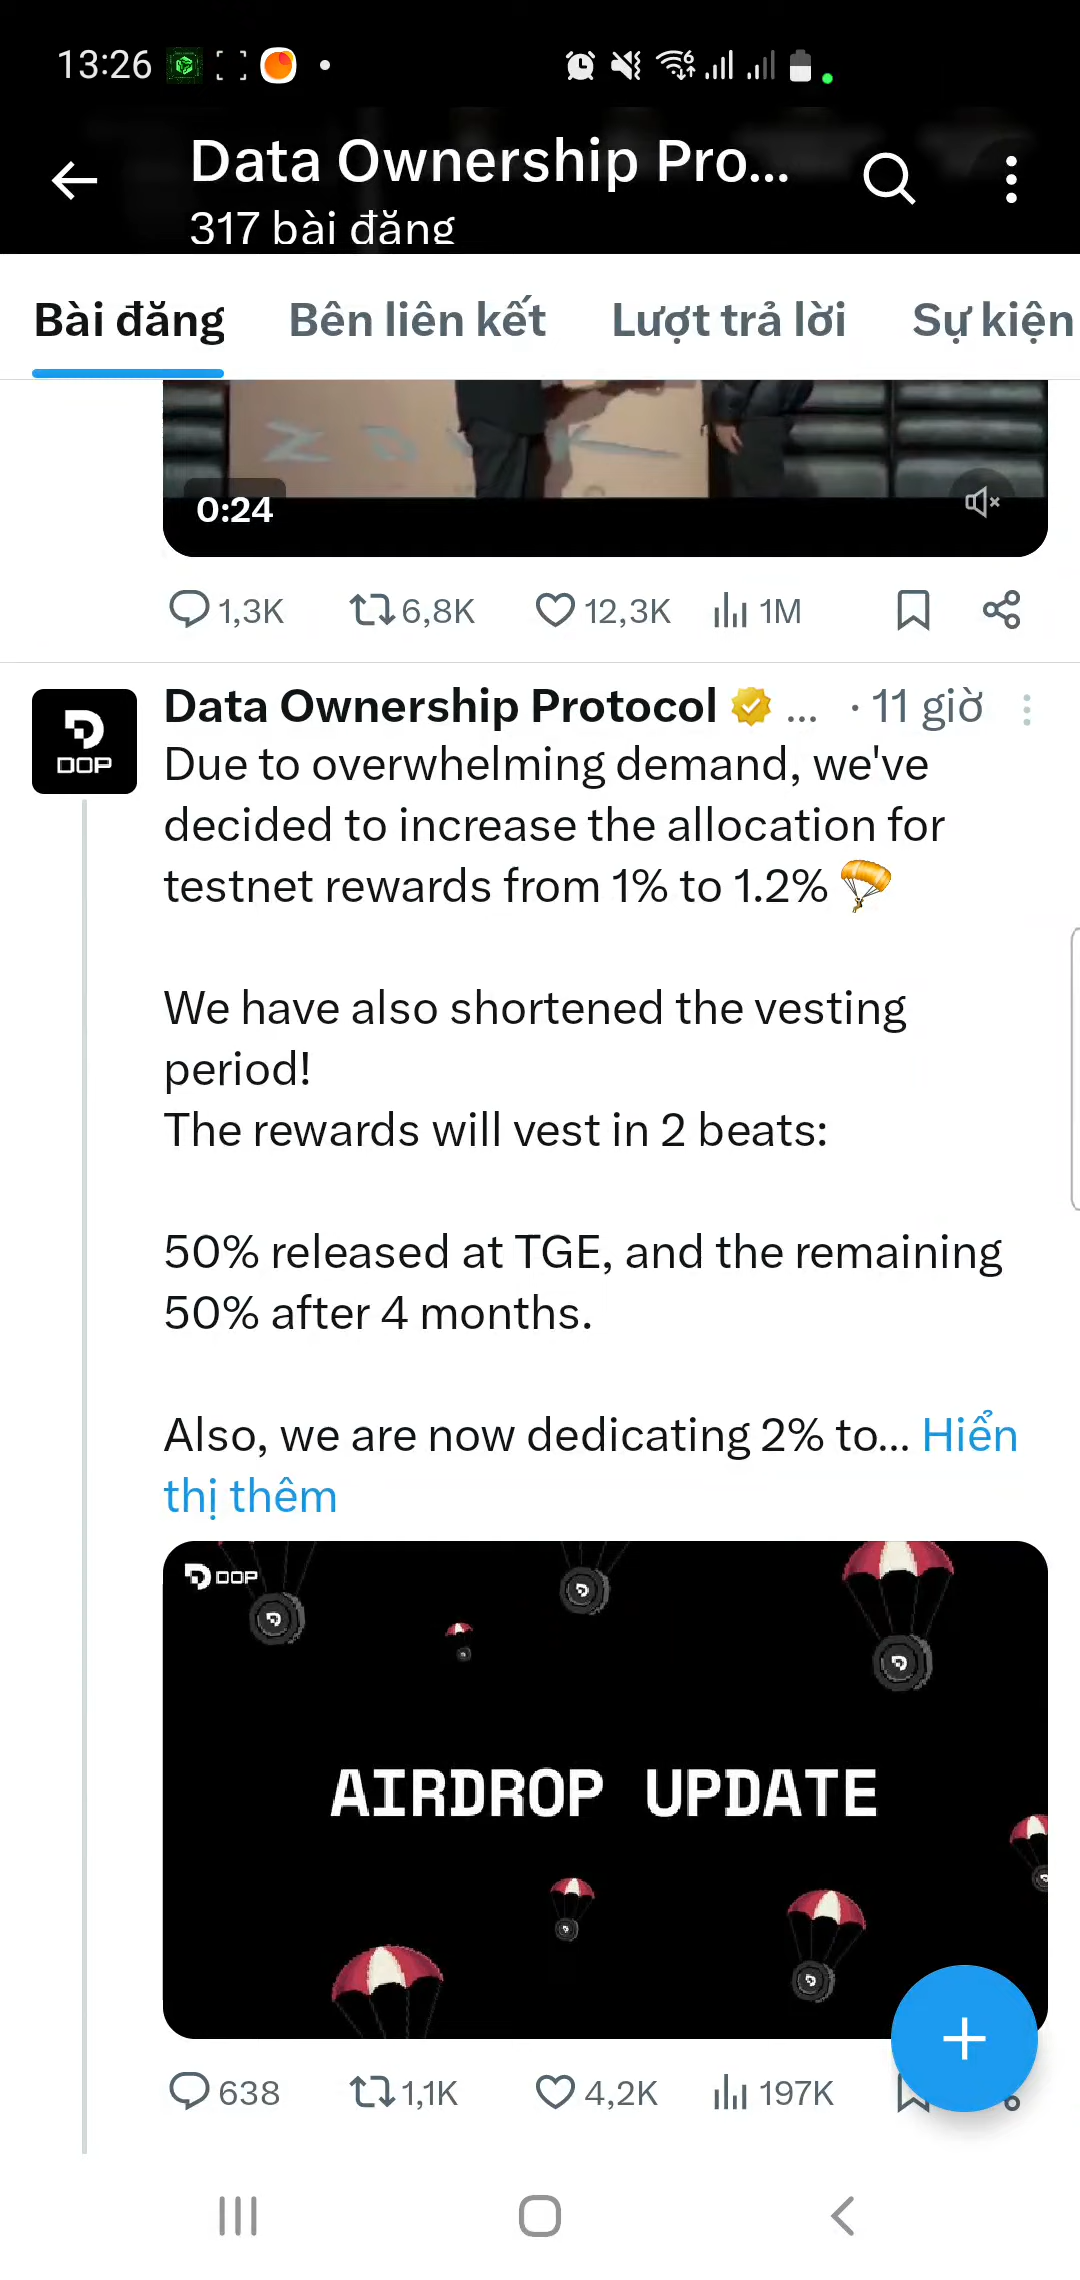 13:26
Data Ownership Pro...
317 bài đăng
Bài đăng Bên liên kết Lượt trả lời Sự kiện
0:24
1,3K 6,8K 12,3K 1M
Data Ownership Protocol ... · 11 giờ
DOP
Due to overwhelming demand, we've
decided to increase the allocation for
testnet rewards from 1% to 1.2% 🪂
We have also shortened the vesting
period!
The rewards will vest in 2 beats:
50% released at TGE, and the remaining
50% after 4 months.
Also, we are now dedicating 2% to... Hiển
thị thêm
DOP
AIRDROP UPDATE
638 1,1K 4,2K 197K